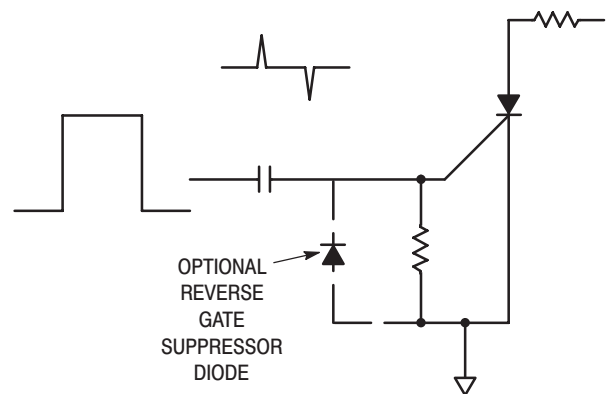 OPTIONAL
REVERSE
GATE
SUPPRESSOR
DIODE